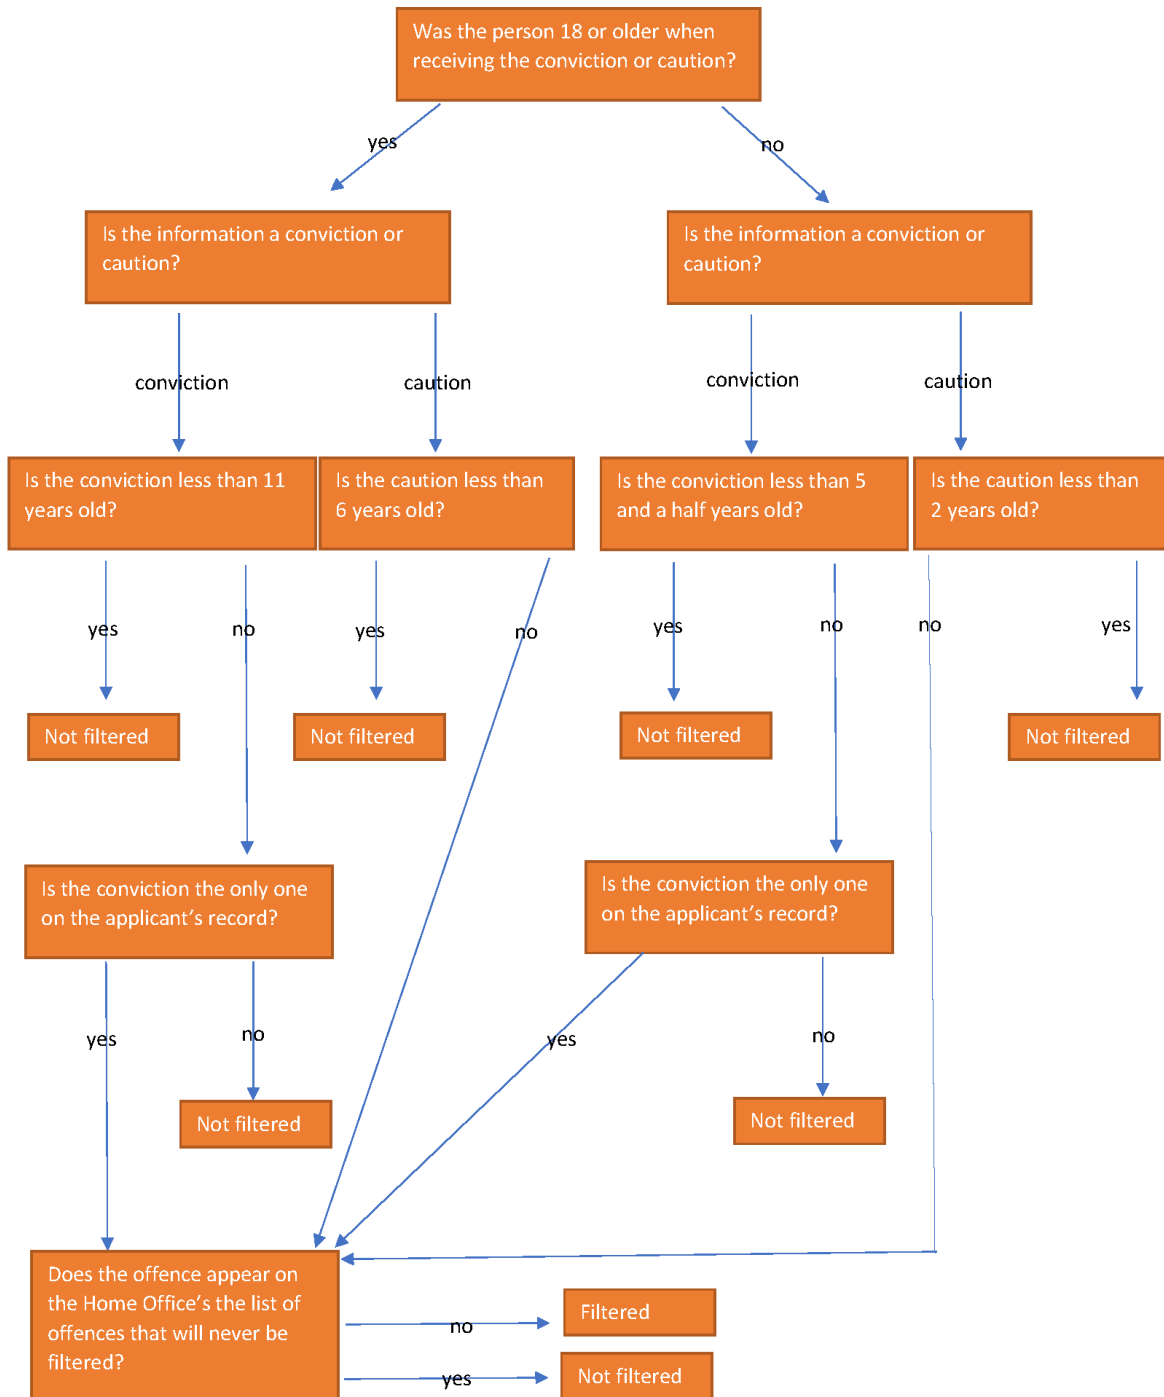 Was the person 18 or older when
receiving the conviction or caution?
yes
no
Is the information a conviction or
caution?
Is the information a conviction or
caution?
conviction
caution
conviction
caution
Is the conviction less than 11
years old?
Is the caution less than
6 years old?
Is the conviction less than 5
and a half years old?
Is the caution less than
2 years old?
yes
no
yes
no
yes
no
no
yes
Not filtered
Not filtered
Not filtered
Not filtered
Is the conviction the only one
on the applicant’s record?
Is the conviction the only one
on the applicant’s record?
yes
no
yes
no
Not filtered
Not filtered
Does the offence appear on
the Home Office’s the list of
offences that will never be
filtered?
no
Filtered
yes
Not filtered